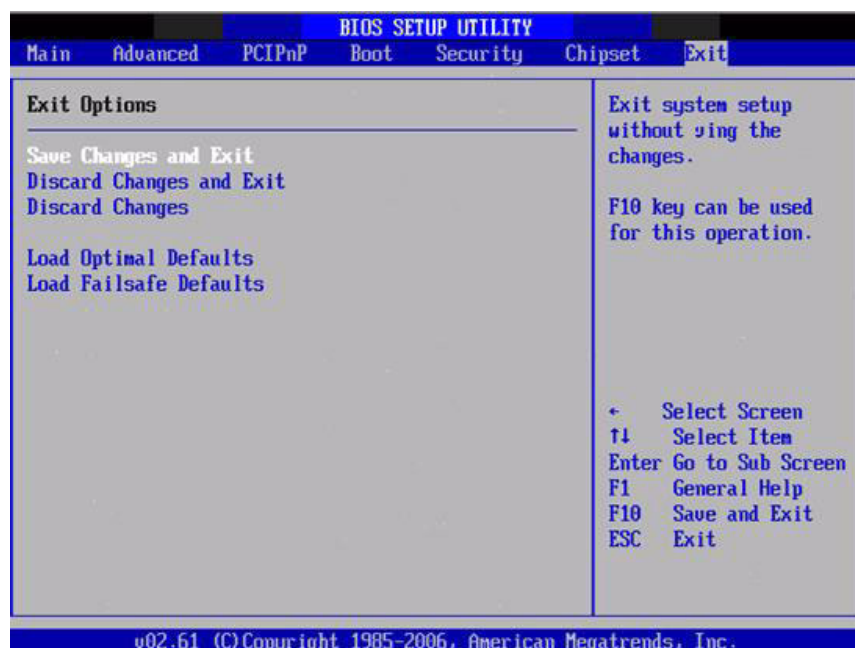 BIOS SETUP UTILITY
Main Advanced PCIPnP Boot Security Chipset Exit
Exit Options
Save Changes and Exit
Discard Changes and Exit
Discard Changes
Load Optimal Defaults
Load Failsafe Defaults
Exit system setup
without ving the
changes.
F10 key can be used
for this operation.
← Select Screen
↑↓ Select Item
Enter Go to Sub Screen
F1 General Help
F10 Save and Exit
ESC Exit
v02.61 (C)Copyright 1985-2006, American Megatrends, Inc.